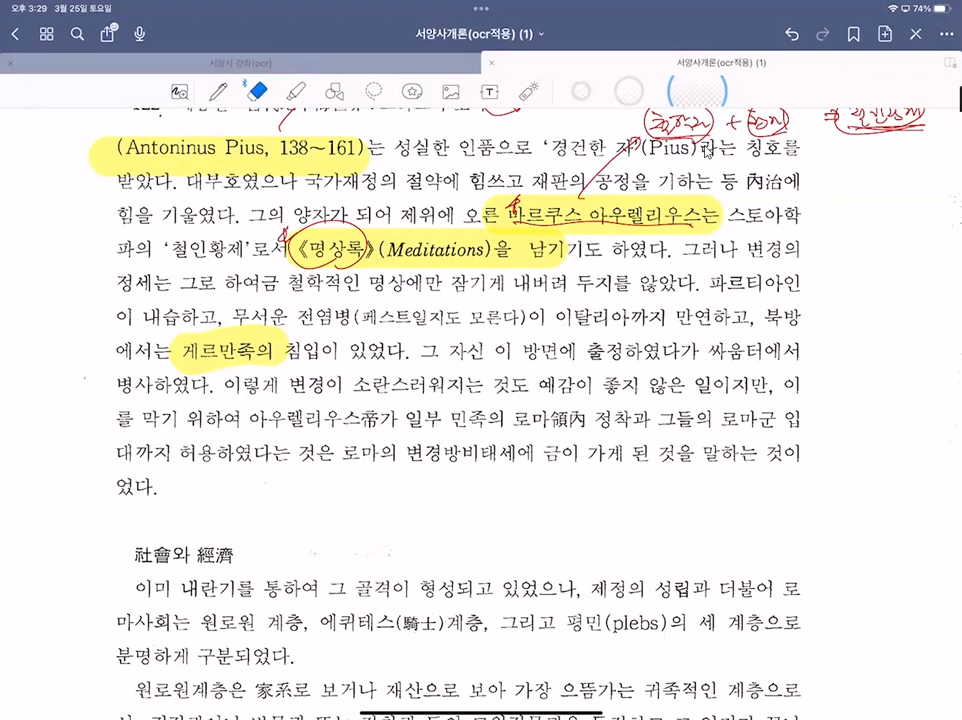 오후 3:29 3월 25일 토요일
74%
서양사개론(ocr적용) (1)
서양사 강좌(ocr)
서양사개론(ocr적용) (1)
철학자 + 황제 ⇒ 철인황제
(Antoninus Pius, 138~161)는 성실한 인품으로 ‘경건한 자’(Pius)라는 칭호를
받았다. 대부호였으나 국가재정의 절약에 힘쓰고 재판의 공정을 기하는 등 內治에
힘을 기울였다. 그의 양자가 되어 제위에 오른 마르쿠스 아우렐리우스는 스토아학
파의 ‘철인황제’로서 《명상록》(Meditations)을 남기기도 하였다. 그러나 변경의
정세는 그로 하여금 철학적인 명상에만 잠기게 내버려 두지를 않았다. 파르티아인
이 내습하고, 무서운 전염병(페스트일지도 모른다)이 이탈리아까지 만연하고, 북방
에서는 게르만족의 침입이 있었다. 그 자신 이 방면에 출정하였다가 싸움터에서
병사하였다. 이렇게 변경이 소란스러워지는 것도 예감이 좋지 않은 일이지만, 이
를 막기 위하여 아우렐리우스帝가 일부 민족의 로마領內 정착과 그들의 로마군 입
대까지 허용하였다는 것은 로마의 변경방비태세에 금이 가게 된 것을 말하는 것이
었다.
社會와 經濟
이미 내란기를 통하여 그 골격이 형성되고 있었으나, 제정의 성립과 더불어 로
마사회는 원로원 계층, 에퀴테스(騎士)계층, 그리고 평민(plebs)의 세 계층으로
분명하게 구분되었다.
원로원계층은 家系로 보거나 재산으로 보아 가장 으뜸가는 귀족적인 계층으로